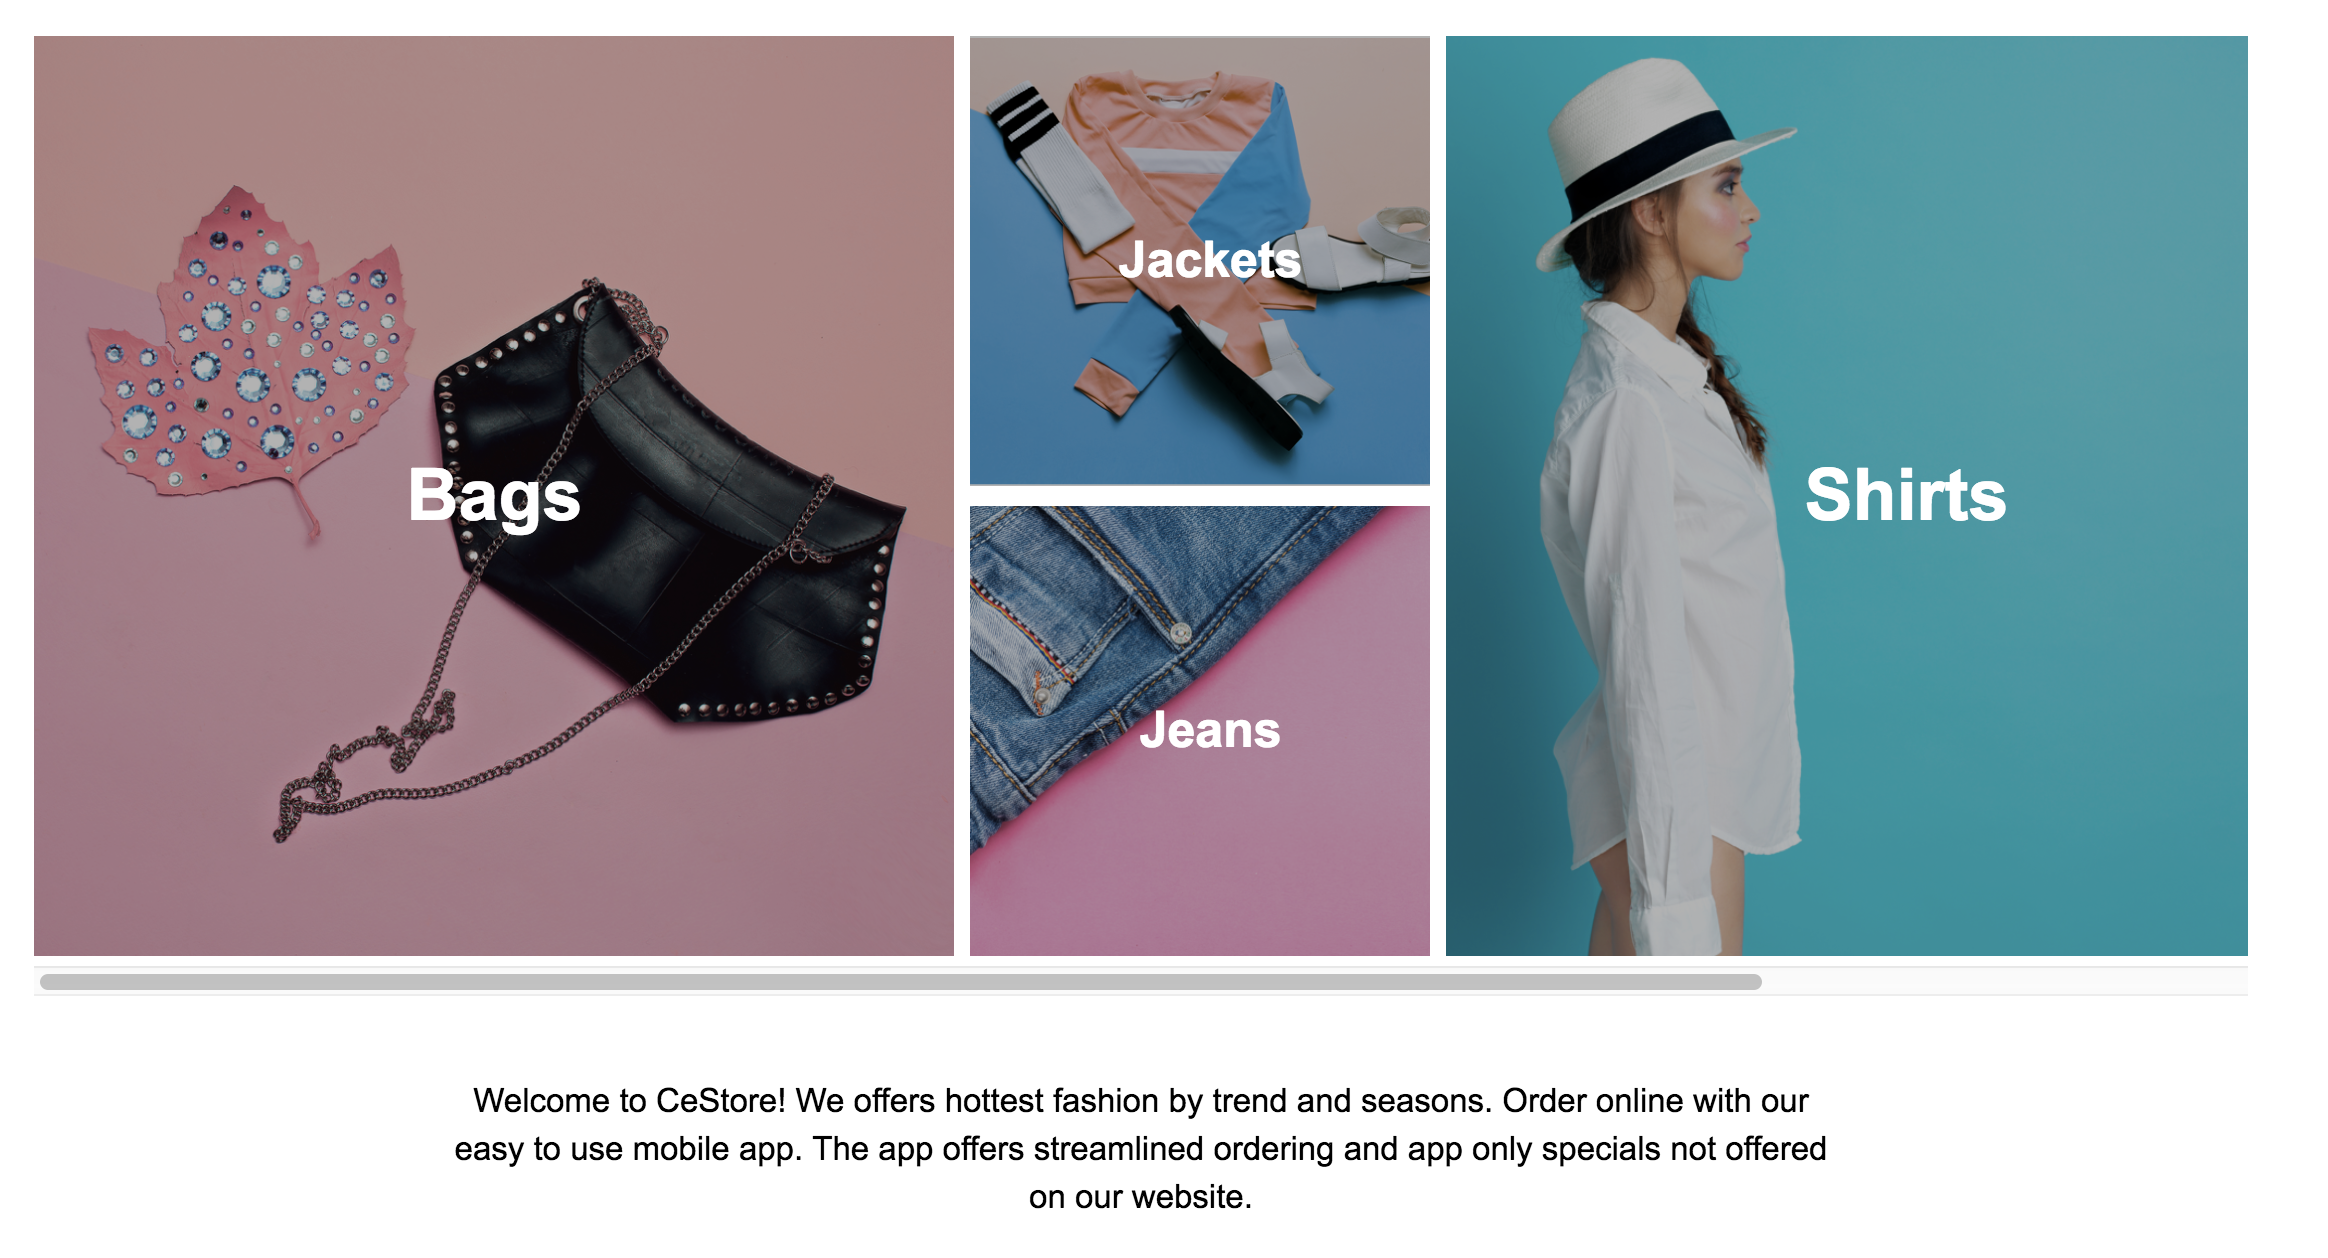 Bags
Jackets
Jeans
Shirts
Welcome to CeStore! We offers hottest fashion by trend and seasons. Order online with our
easy to use mobile app. The app offers streamlined ordering and app only specials not offered
on our website.